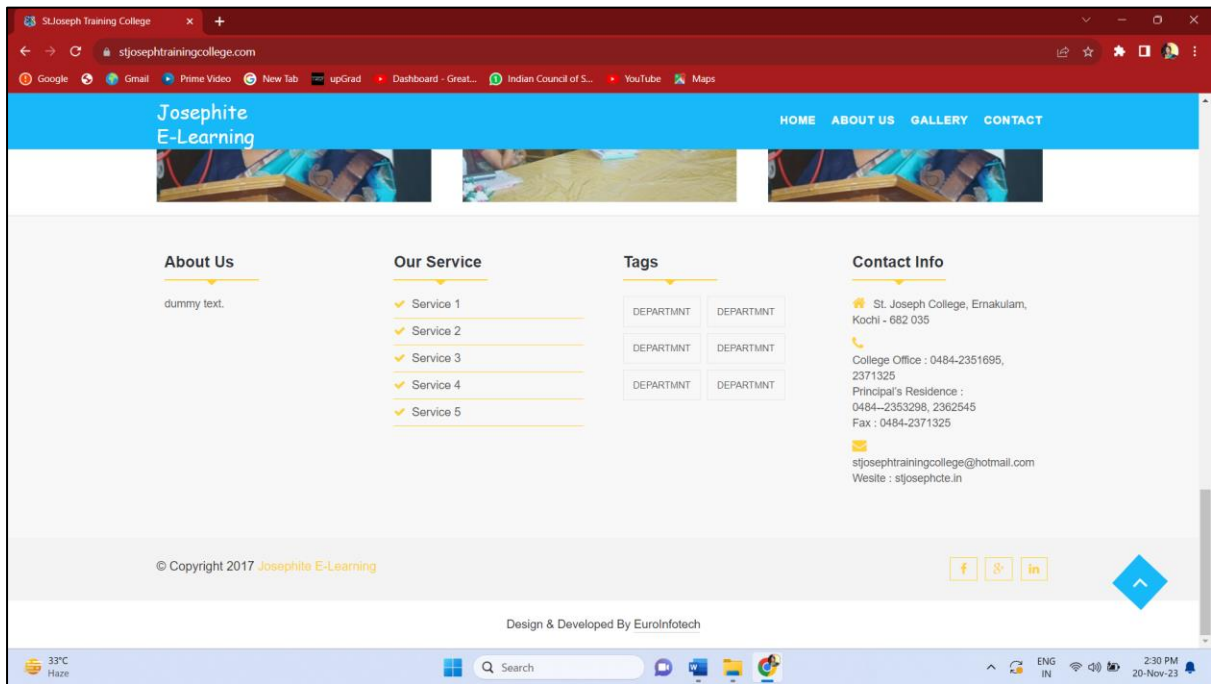 St.Joseph Training College
stjosephtrainingcollege.com
Google Gmail Prime Video New Tab upGrad Dashboard - Great... Indian Council of S... YouTube Maps
Josephite
E-Learning
HOME ABOUT US GALLERY CONTACT
About Us
dummy text.
Our Service
Service 1
Service 2
Service 3
Service 4
Service 5
Tags
DEPARTMNT DEPARTMNT
DEPARTMNT DEPARTMNT
DEPARTMNT DEPARTMNT
Contact Info
St. Joseph College, Ernakulam,
Kochi - 682 035
College Office : 0484-2351695,
2371325
Principal's Residence :
0484--2353298, 2362545
Fax : 0484-2371325
stjosephtrainingcollege@hotmail.com
Wesite : stjosephcte.in
© Copyright 2017 Josephite E-Learning
f g+ in
Design & Developed By EuroInfotech
33°C
Haze
Search
ENG
IN
2:30 PM
20-Nov-23